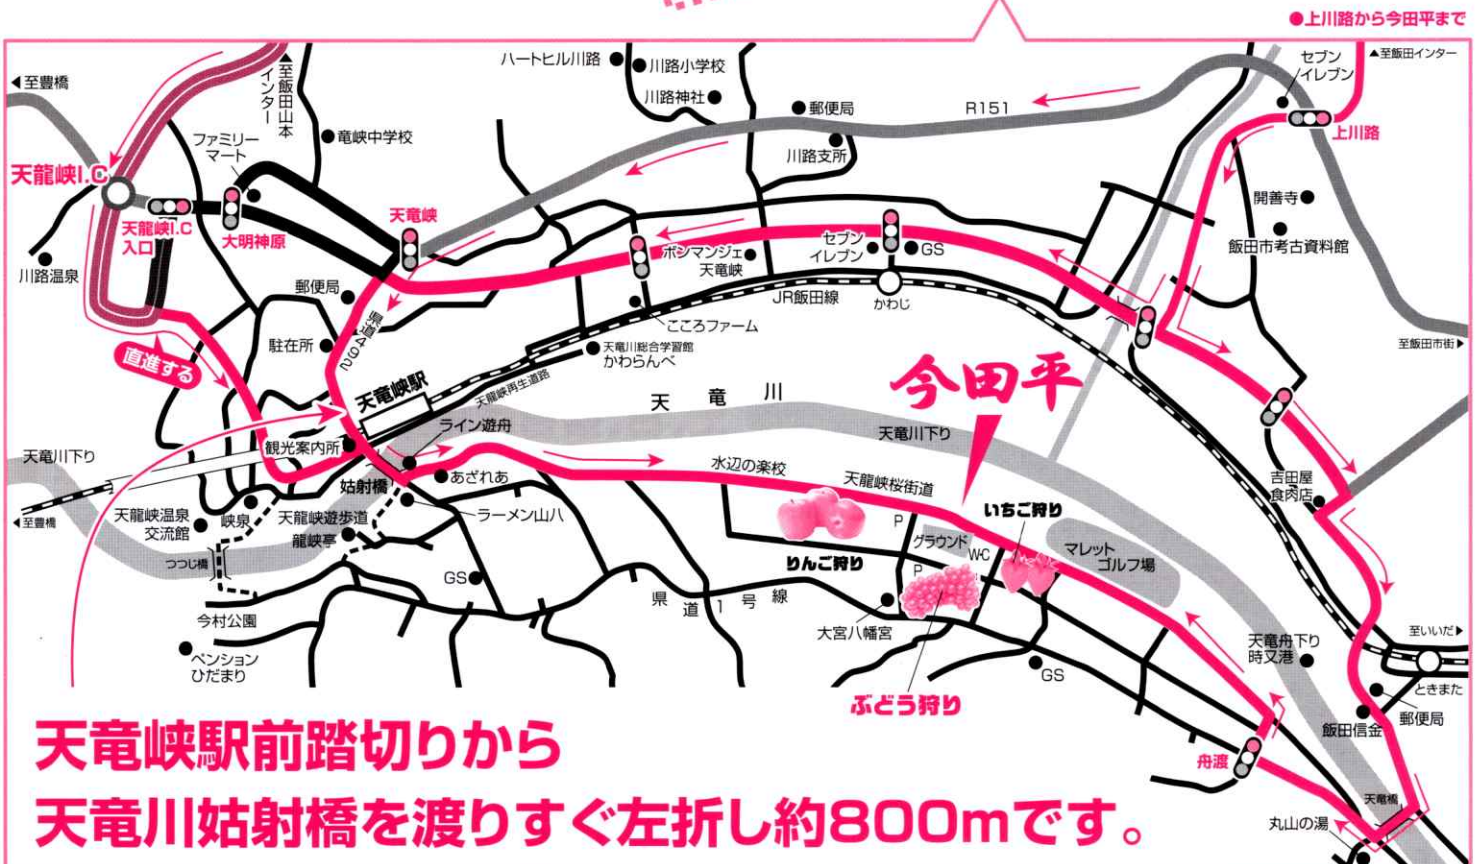 ●上川路から今田平まで
◀至豊橋
▲至飯田山本
インター
ハートヒル川路
川路小学校
川路神社
郵便局
R151
セブン
イレブン
▲至飯田インター
上川路
ファミリー
マート
竜峡中学校
川路支所
天龍峡I.C
天龍峡I.C
入口
大明神原
天竜峡
開善寺
飯田市考古資料館
川路温泉
郵便局
ボンマンジェ
天竜峡
セブン
イレブン
GS
JR飯田線
かわじ
県道492
駐在所
こころファーム
至飯田市街▶
直進する
天竜川総合学習館
かわらんべ
天竜峡駅
天龍峡再生道路
今田平
天竜川
ライン遊舟
天竜川下り
観光案内所
天竜川下り
水辺の楽校
天龍峡桜街道
吉田屋
食肉店
姑射橋
あざれあ
◀至豊橋
天龍峡温泉
交流館
峡泉
天龍峡遊歩道
龍峡亭
ラーメン山八
いちご狩り
P
グラウンド
W・C
マレット
ゴルフ場
りんご狩り
P
つつじ橋
GS
県道1号線
今村公園
大宮八幡宮
天竜舟下り
時又港
至いいだ▶
ペンション
ひだまり
GS
ときまた
ぶどう狩り
郵便局
飯田信金
舟渡
天竜橋
丸山の湯
天竜峡駅前踏切りから
天竜川姑射橋を渡りすぐ左折し約800mです。